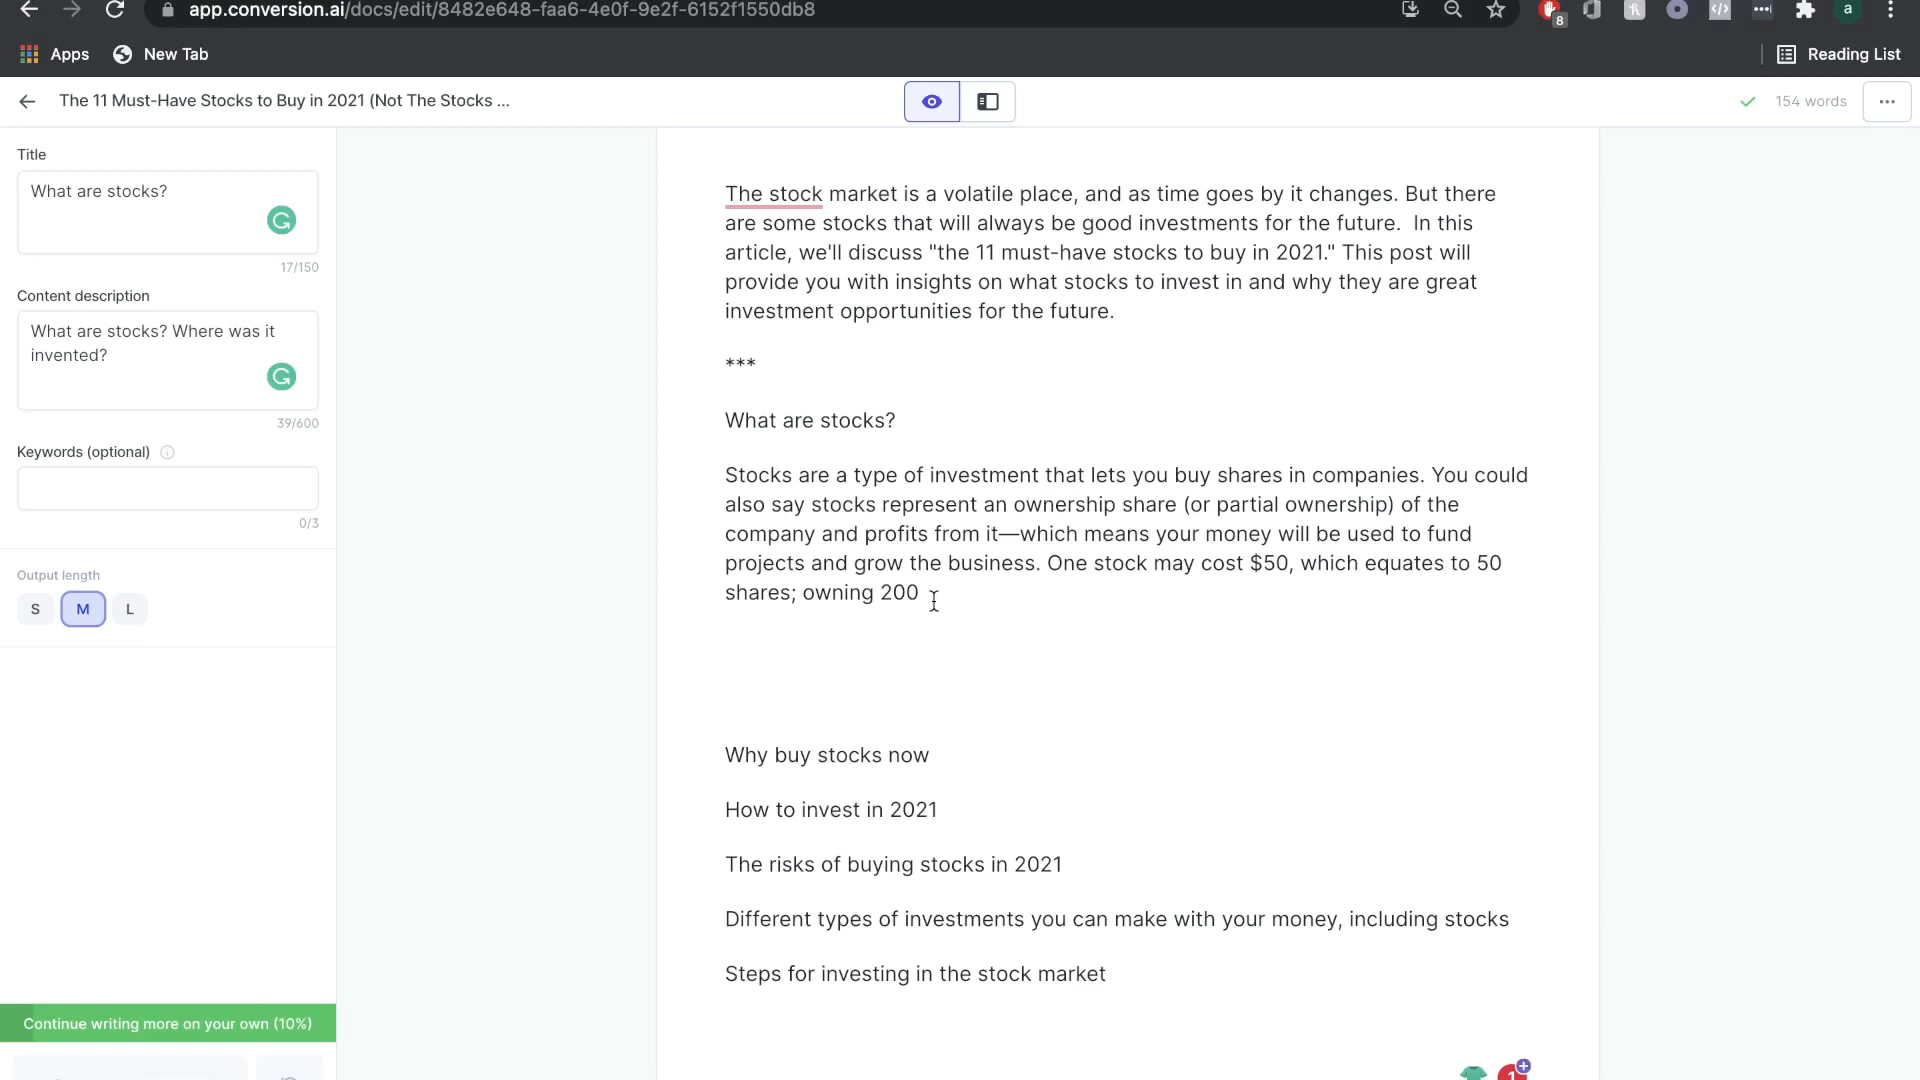 app.conversion.ai/docs/edit/8482e648-faa6-4e0f-9e2f-6152f1550db8
8
a
Apps
New Tab
Reading List
The 11 Must-Have Stocks to Buy in 2021 (Not The Stocks ...
154 words
Title
What are stocks?
17/150
Content description
What are stocks? Where was it
invented?
39/600
Keywords (optional)
0/3
Output length
S M L
Continue writing more on your own (10%)
The stock market is a volatile place, and as time goes by it changes. But there
are some stocks that will always be good investments for the future.  In this
article, we'll discuss "the 11 must-have stocks to buy in 2021." This post will
provide you with insights on what stocks to invest in and why they are great
investment opportunities for the future.
***
What are stocks?
Stocks are a type of investment that lets you buy shares in companies. You could
also say stocks represent an ownership share (or partial ownership) of the
company and profits from it—which means your money will be used to fund
projects and grow the business. One stock may cost $50, which equates to 50
shares; owning 200
Why buy stocks now
How to invest in 2021
The risks of buying stocks in 2021
Different types of investments you can make with your money, including stocks
Steps for investing in the stock market
1